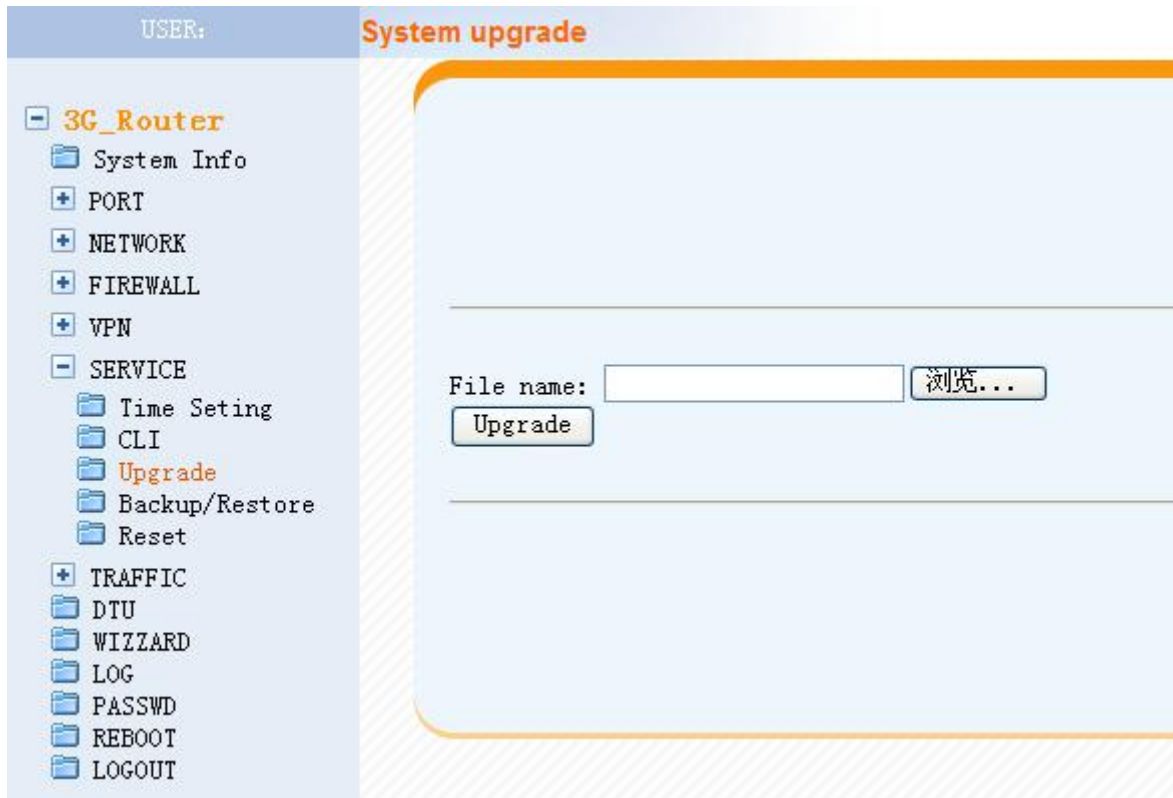 USER:
System upgrade
3G_Router
System Info
PORT
NETWORK
FIREWALL
VPN
SERVICE
Time Seting
CLI
Upgrade
Backup/Restore
Reset
TRAFFIC
DTU
WIZZARD
LOG
PASSWD
REBOOT
LOGOUT
File name: 浏览...
Upgrade